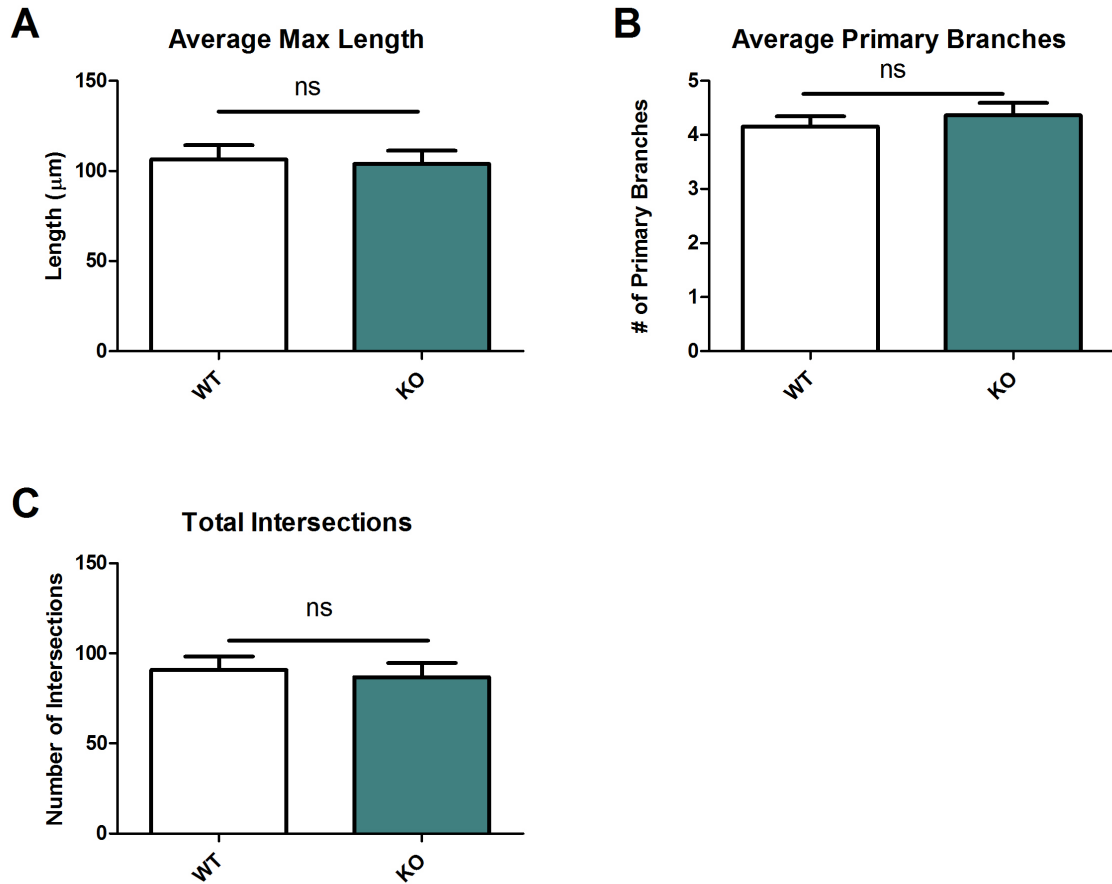 A
Average Max Length
150
100
50
0
Length (μm)
ns
WT
KO
B
Average Primary Branches
5
4
3
2
1
0
# of Primary Branches
ns
WT
KO
C
Total Intersections
150
100
50
0
Number of Intersections
ns
WT
KO